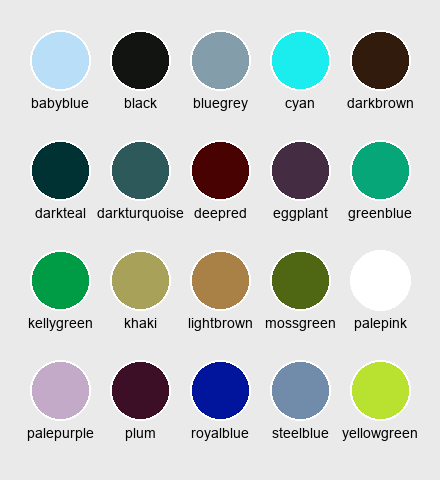 babyblue black bluegrey cyan darkbrown
darkteal darkturquoise deepred eggplant greenblue
kellygreen khaki lightbrown mossgreen palepink
palepurple plum royalblue steelblue yellowgreen